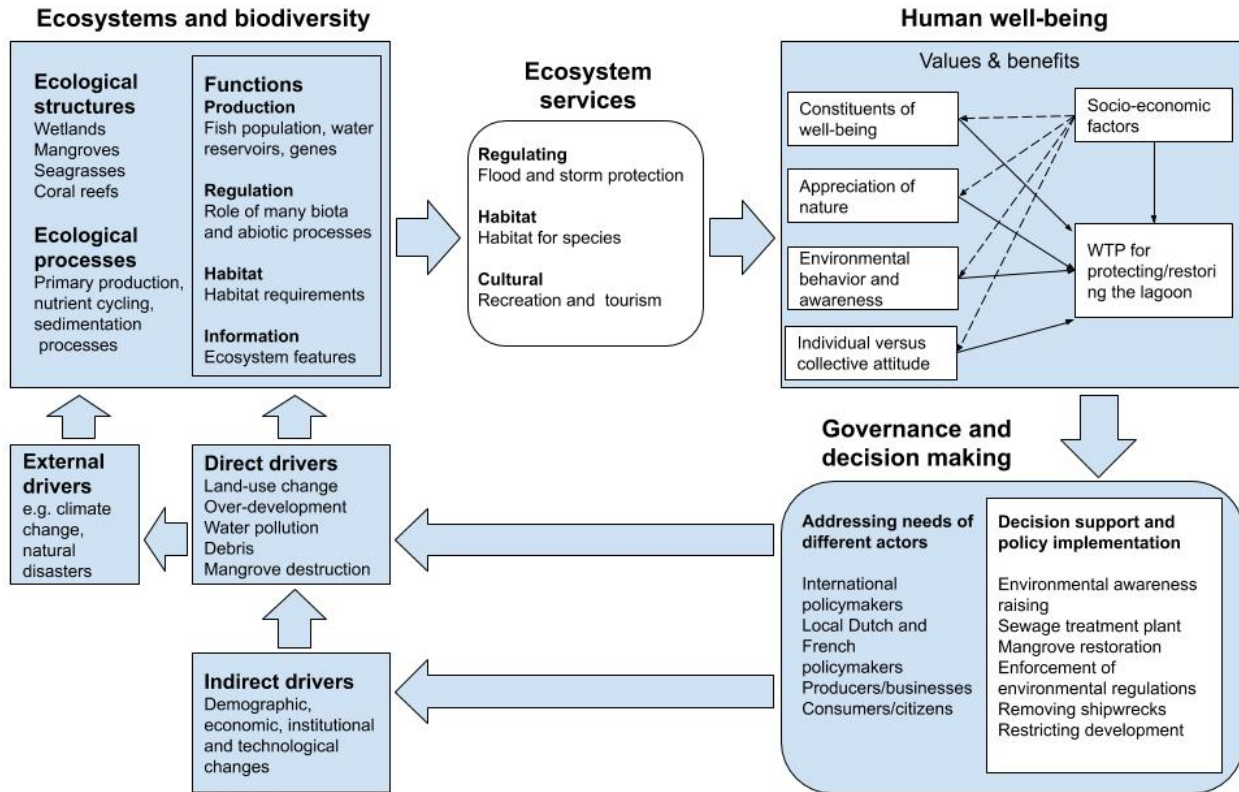 Ecosystems and biodiversity
Ecological
structures
Wetlands
Mangroves
Seagrasses
Coral reefs
Ecological
processes
Primary production,
nutrient cycling,
sedimentation
processes
Functions
Production
Fish population, water
reservoirs, genes
Regulation
Role of many biota
and abiotic processes
Habitat
Habitat requirements
Information
Ecosystem features
Ecosystem
services
Regulating
Flood and storm protection
Habitat
Habitat for species
Cultural
Recreation and tourism
Human well-being
Values & benefits
Constituents of
well-being
Appreciation of
nature
Environmental
behavior and
awareness
Individual versus
collective attitude
Socio-economic
factors
WTP for
protecting/restori
ng the lagoon
Governance and
decision making
Addressing needs of
different actors
International
policymakers
Local Dutch and
French
policymakers
Producers/businesses
Consumers/citizens
Decision support and
policy implementation
Environmental awareness
raising
Sewage treatment plant
Mangrove restoration
Enforcement of
environmental regulations
Removing shipwrecks
Restricting development
External
drivers
e.g. climate
change,
natural
disasters
Direct drivers
Land-use change
Over-development
Water pollution
Debris
Mangrove destruction
Indirect drivers
Demographic,
economic, institutional
and technological
changes